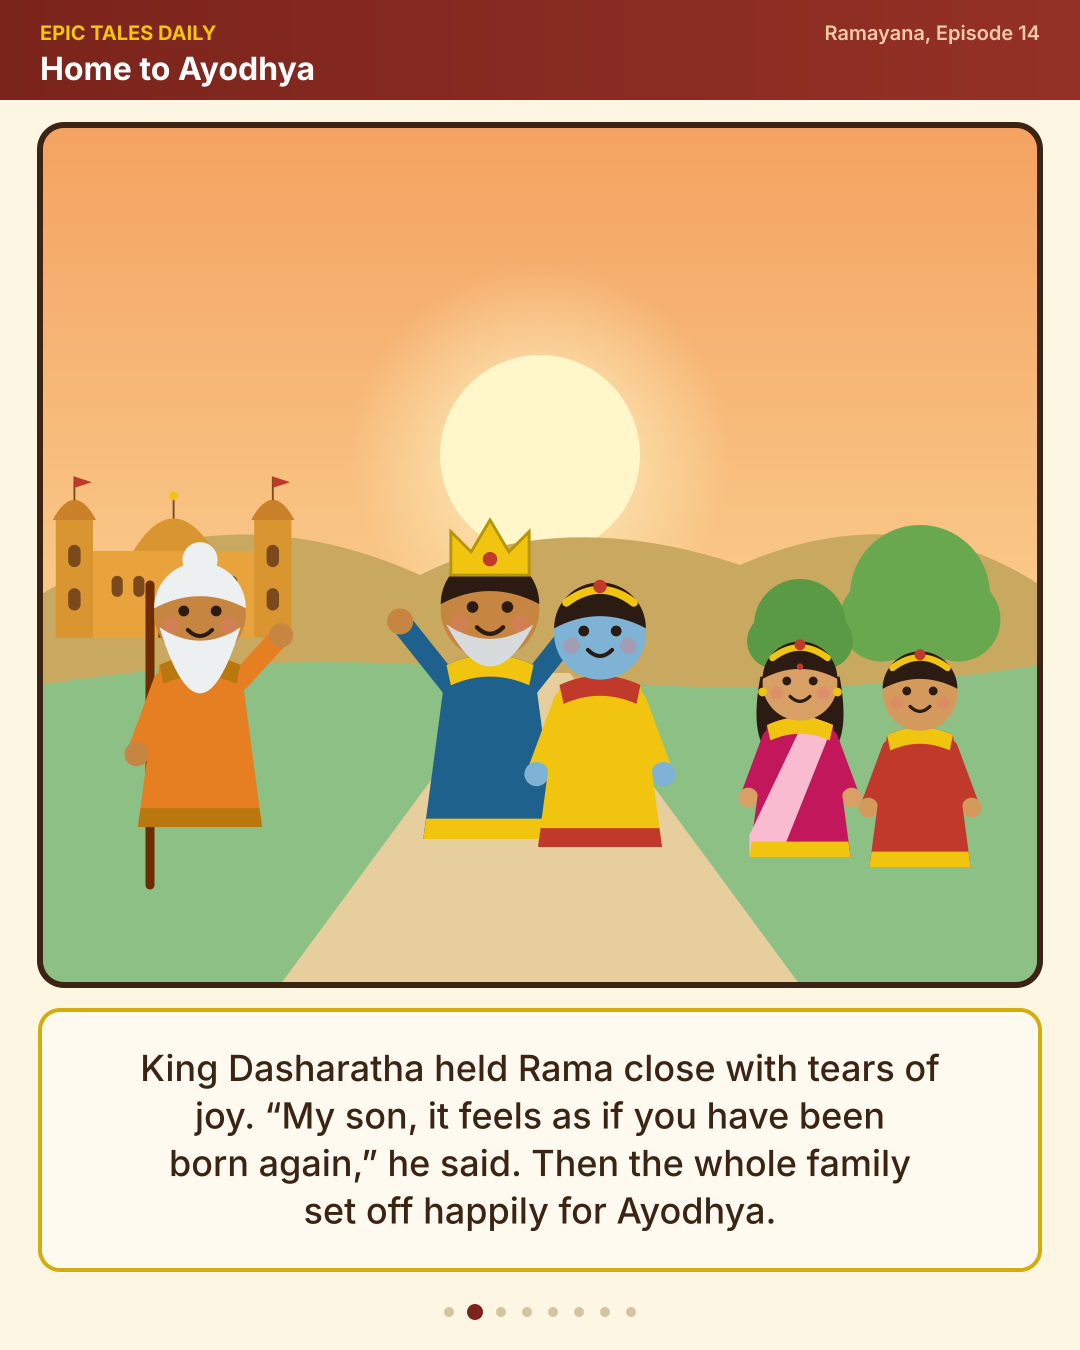 EPIC TALES DAILY
Ramayana, Episode 14
Home to Ayodhya
King Dasharatha held Rama close with tears of
joy. “My son, it feels as if you have been
born again,” he said. Then the whole family
set off happily for Ayodhya.